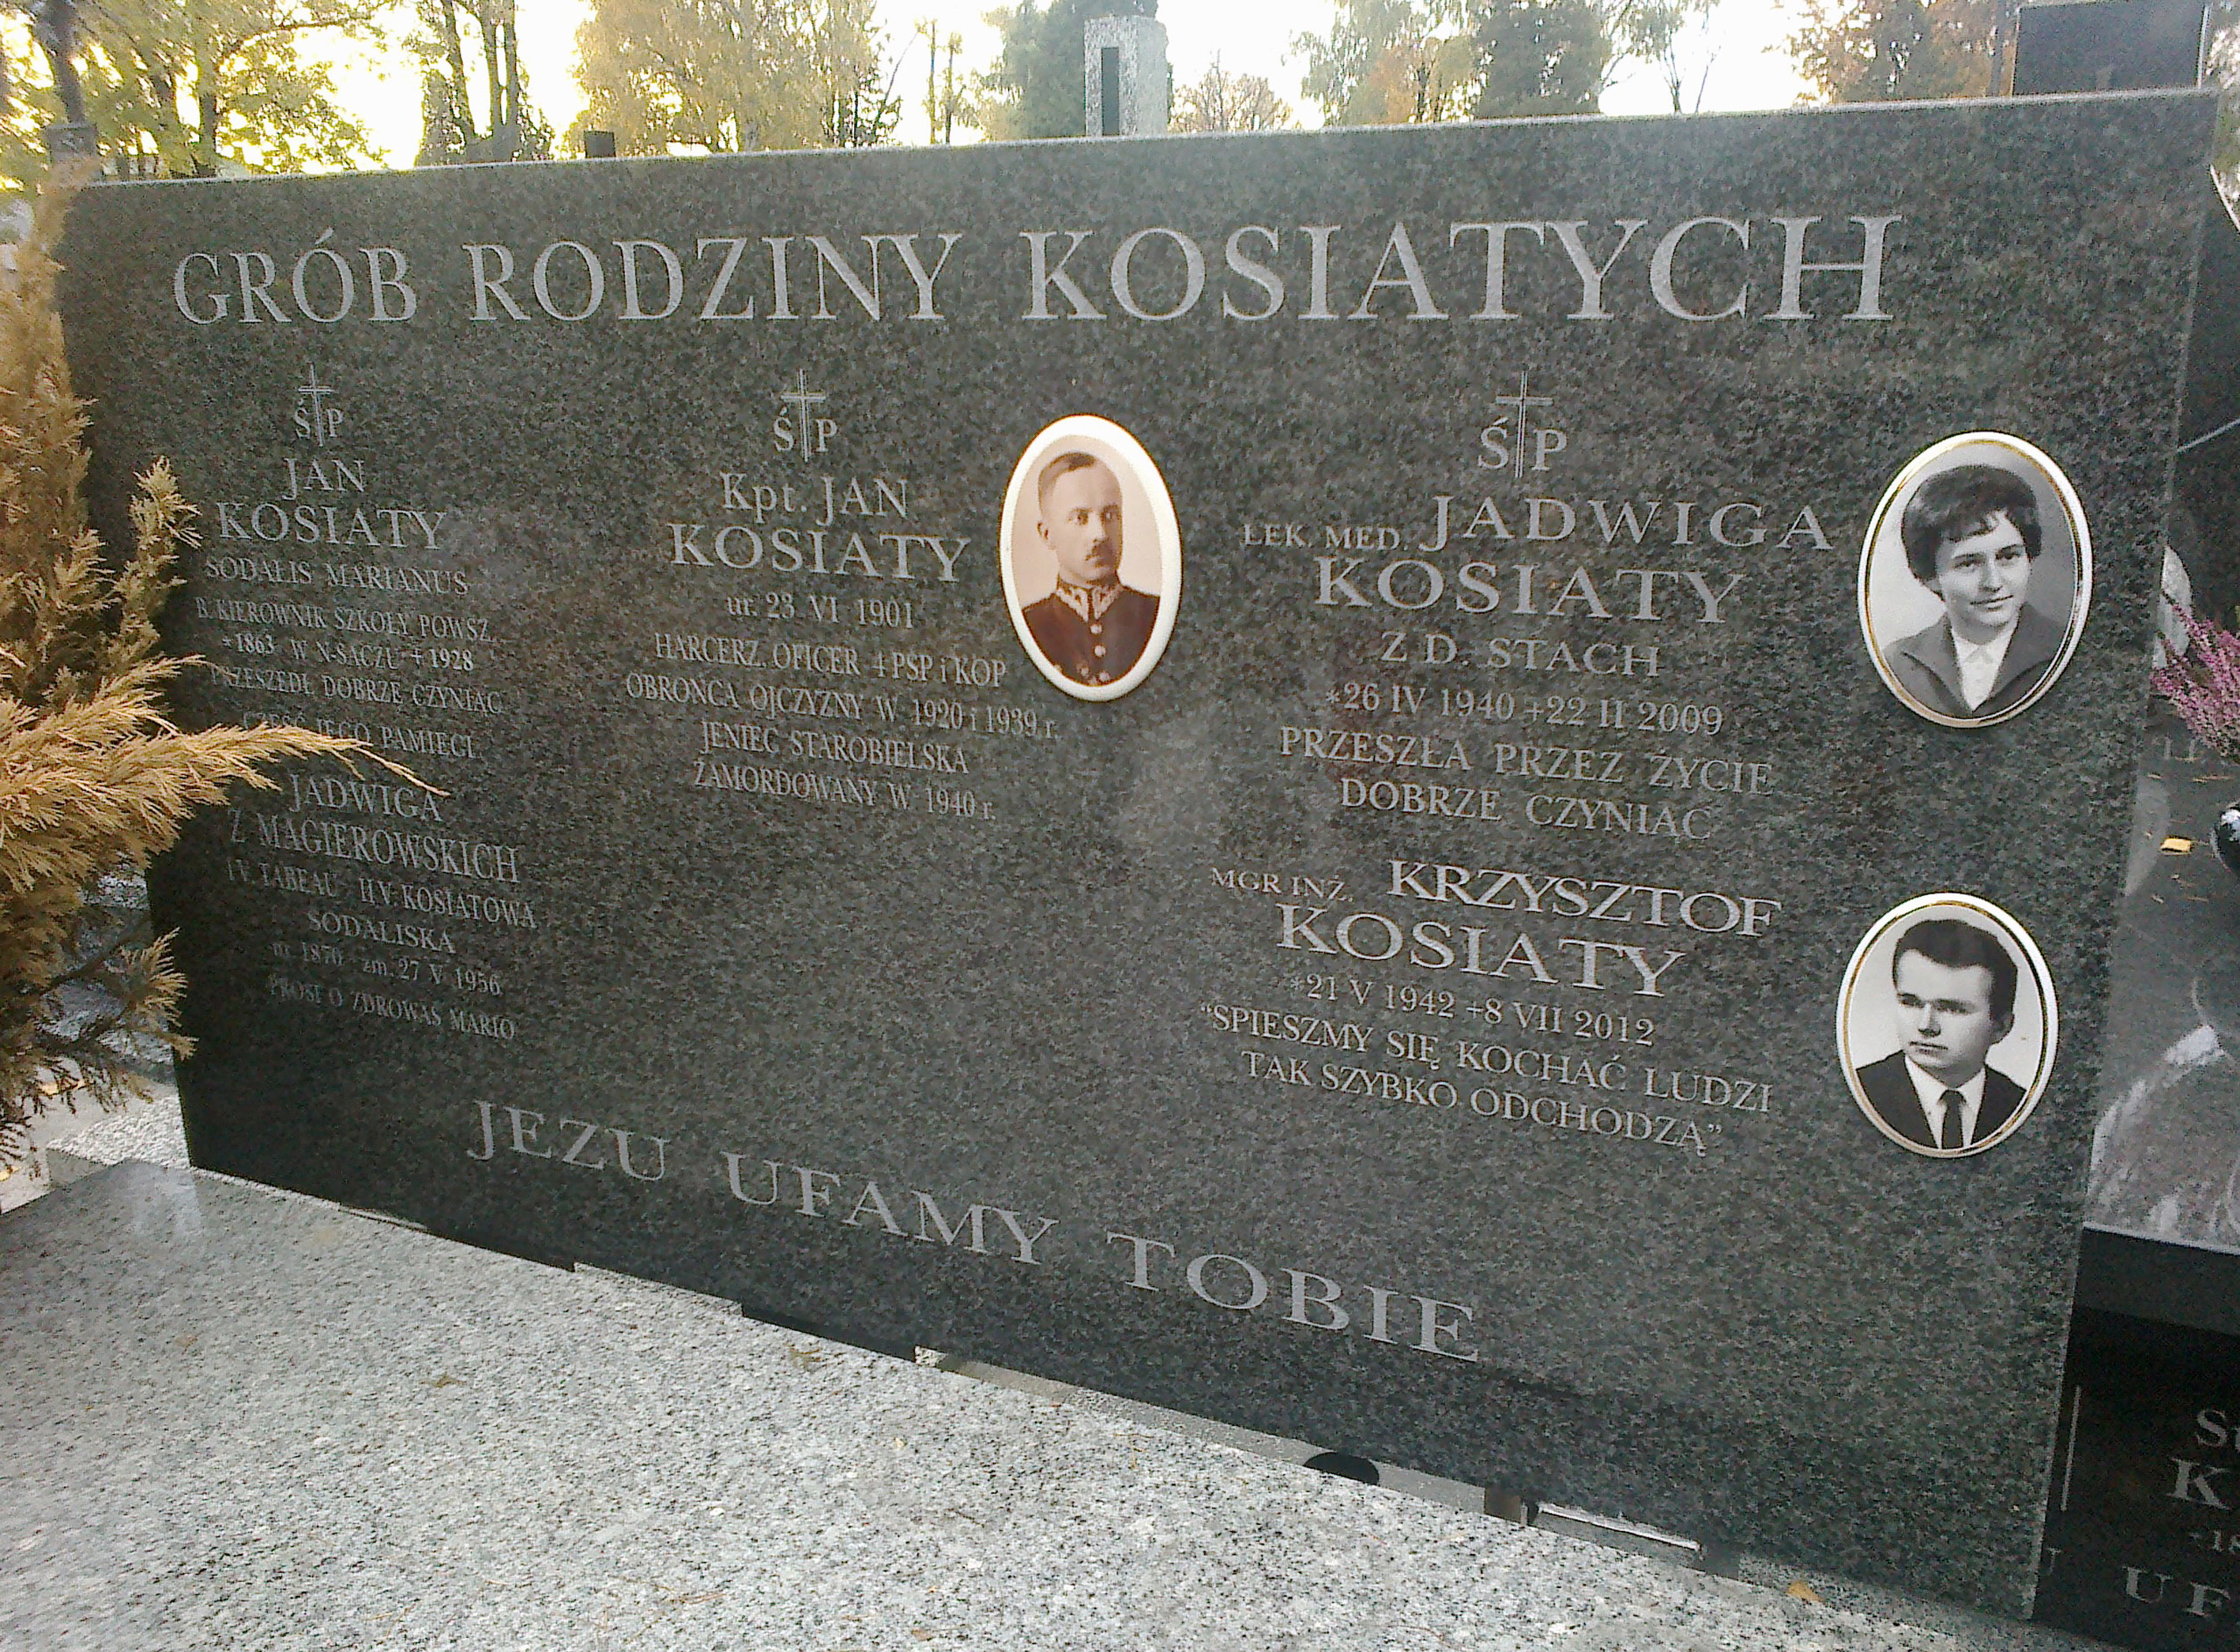 GRÓB RODZINY KOSIATYCH
Ś P
JAN
KOSIATY
SODALIS MARIANUS
B. KIEROWNIK SZKOŁY POWSZ.
*1863 W N-SĄCZU +1928
PRZESZEDŁ DOBRZE CZYNIĄC
CZEŚĆ JEGO PAMIĘCI.
JADWIGA
Z MAGIEROWSKICH
I V. TABEAU II V. KOSIATOWA
SODALISKA
ur. 1870 zm. 27 V 1956
PROSI O ZDROWAŚ MARIO
Ś P
Kpt. JAN
KOSIATY
ur. 23 VI 1901
HARCERZ, OFICER 4 PSP i KOP
OBROŃCA OJCZYZNY W 1920 i 1939 r.
JENIEC STAROBIELSKA
ZAMORDOWANY W 1940 r.
Ś P
LEK. MED. JADWIGA
KOSIATY
Z D. STACH
*26 IV 1940 +22 II 2009
PRZESZŁA PRZEZ ŻYCIE
DOBRZE CZYNIĄC
MGR INŻ. KRZYSZTOF
KOSIATY
*21 V 1942 +8 VII 2012
“SPIESZMY SIĘ KOCHAĆ LUDZI
TAK SZYBKO ODCHODZĄ”
JEZU UFAMY TOBIE